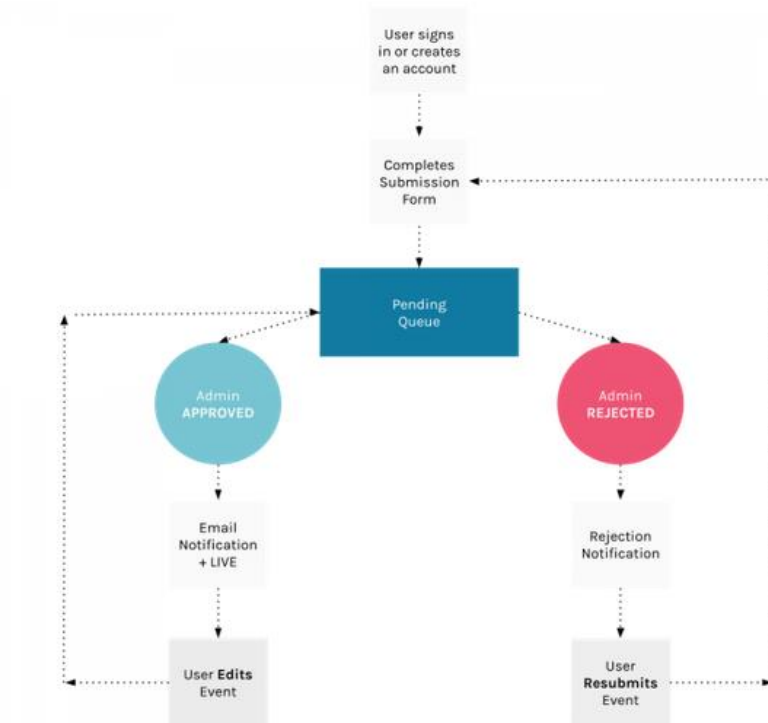 User signs
in or creates
an account
Completes
Submission
Form
Pending
Queue
Admin
APPROVED
Admin
REJECTED
Email
Notification
+ LIVE
Rejection
Notification
User Edits
Event
User
Resubmits
Event